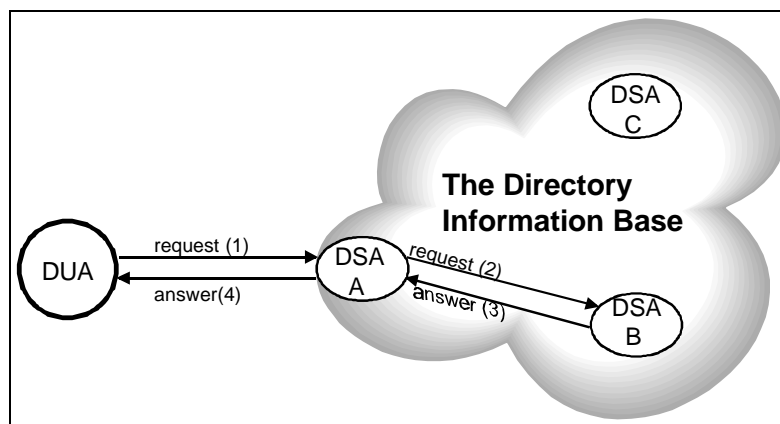 DSA
C
The Directory
Information Base
request (1)
DUA
answer(4)
DSA
A
request (2)
answer (3)
DSA
B